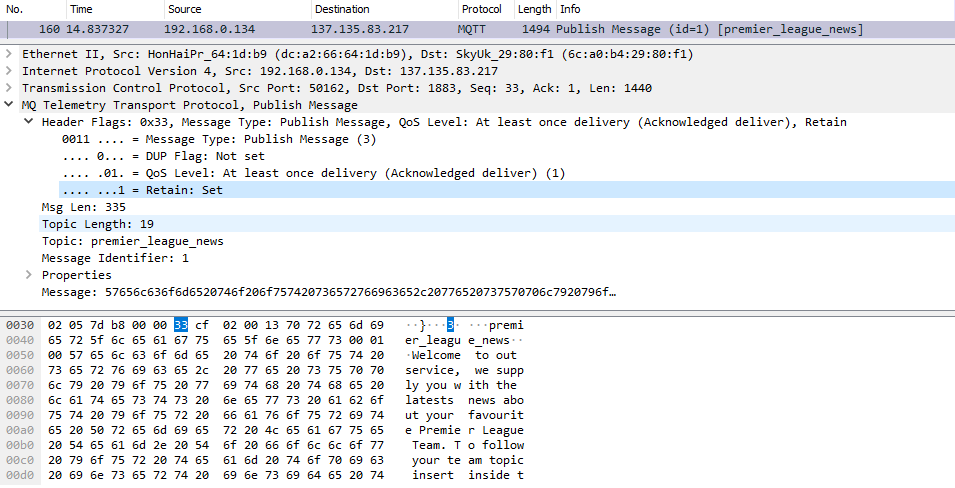 No. Time Source Destination Protocol Length Info
160 14.837327 192.168.0.134 137.135.83.217 MQTT 1494 Publish Message (id=1) [premier_league_news]
Ethernet II, Src: HonHaiPr_64:1d:b9 (dc:a2:66:64:1d:b9), Dst: SkyUk_29:80:f1 (6c:a0:b4:29:80:f1)
Internet Protocol Version 4, Src: 192.168.0.134, Dst: 137.135.83.217
Transmission Control Protocol, Src Port: 50162, Dst Port: 1883, Seq: 33, Ack: 1, Len: 1440
MQ Telemetry Transport Protocol, Publish Message
Header Flags: 0x33, Message Type: Publish Message, QoS Level: At least once delivery (Acknowledged deliver), Retain
0011 .... = Message Type: Publish Message (3)
.... 0... = DUP Flag: Not set
.... .01. = QoS Level: At least once delivery (Acknowledged deliver) (1)
.... ...1 = Retain: Set
Msg Len: 335
Topic Length: 19
Topic: premier_league_news
Message Identifier: 1
Properties
Message: 57656c636f6d6520746f206f757420736572766963652c20776520737570706c7920796f…
0030 02 05 7d b8 00 00 33 cf 02 00 13 70 72 65 6d 69 ··}···3· ···premi
0040 65 72 5f 6c 65 61 67 75 65 5f 6e 65 77 73 00 01 er_leagu e_news··
0050 00 57 65 6c 63 6f 6d 65 20 74 6f 20 6f 75 74 20 ·Welcome to out
0060 73 65 72 76 69 63 65 2c 20 77 65 20 73 75 70 70 service, we supp
0070 6c 79 20 79 6f 75 20 77 69 74 68 20 74 68 65 20 ly you w ith the
0080 6c 61 74 65 73 74 73 20 6e 65 77 73 20 61 62 6f latests news abo
0090 75 74 20 79 6f 75 72 20 66 61 76 6f 75 72 69 74 ut your favourit
00a0 65 20 50 72 65 6d 69 65 72 20 4c 65 61 67 75 65 e Premie r League
00b0 20 54 65 61 6d 2e 20 54 6f 20 66 6f 6c 6c 6f 77 Team. T o follow
00c0 20 79 6f 75 72 20 74 65 61 6d 20 74 6f 70 69 63 your te am topic
00d0 20 69 6e 73 65 72 74 20 69 6e 73 69 64 65 20 74 insert inside t